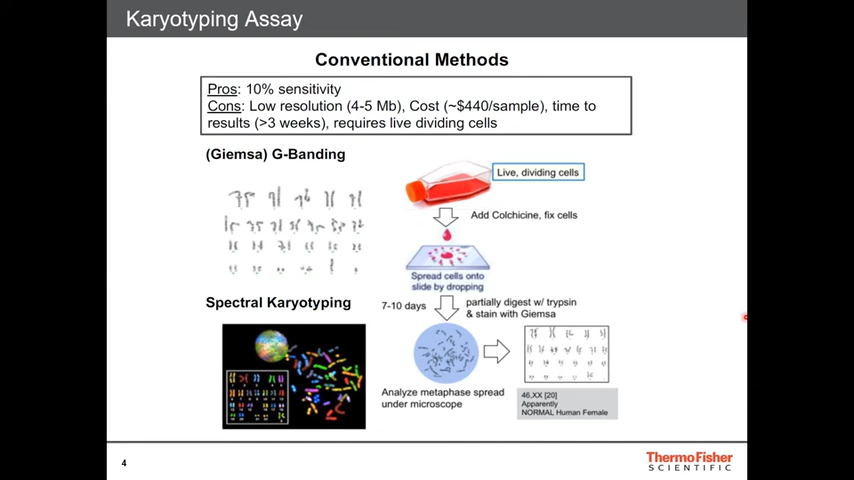 Karyotyping Assay
Conventional Methods
Pros: 10% sensitivity
Cons: Low resolution (4-5 Mb), Cost (~$440/sample), time to
results (>3 weeks), requires live dividing cells
(Giemsa) G-Banding
Live, dividing cells
Add Colchicine, fix cells
Spread cells onto
slide by dropping
Spectral Karyotyping
7-10 days
partially digest w/ trypsin
& stain with Giemsa
Analyze metaphase spread
under microscope
46,XX [20]
Apparently
NORMAL Human Female
4
ThermoFisher
SCIENTIFIC